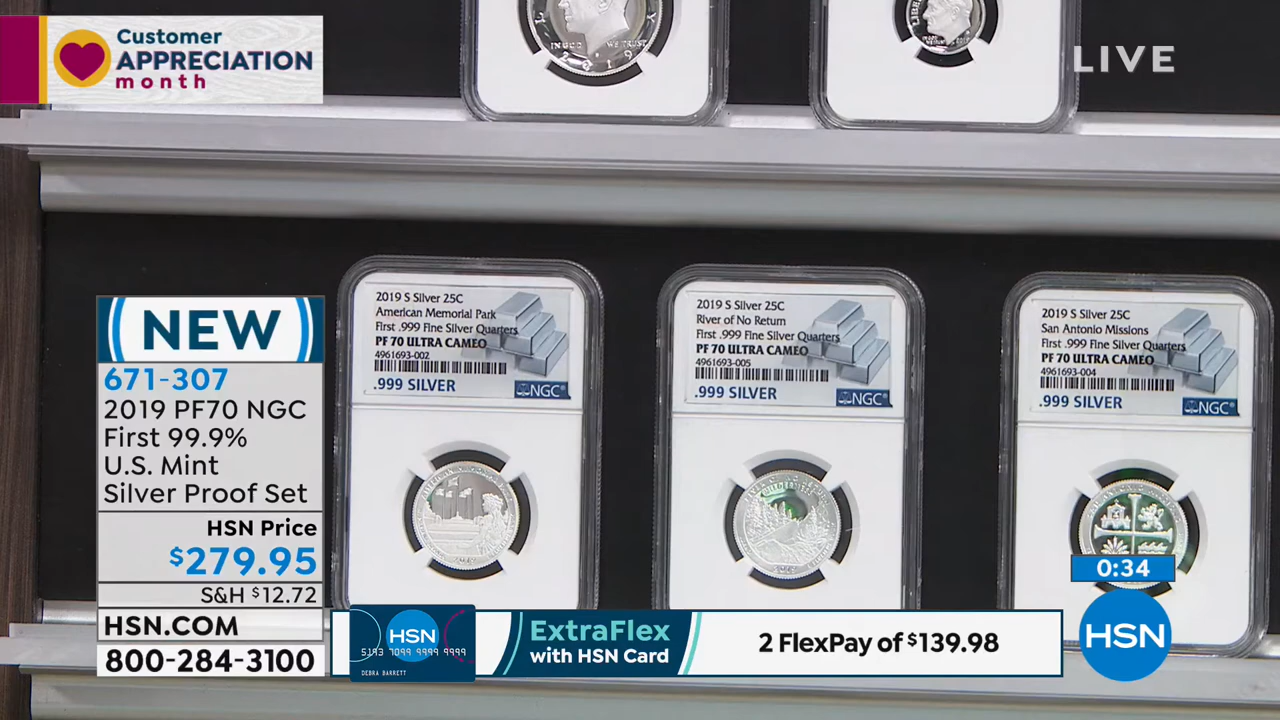 Customer
APPRECIATION
month
LIVE
IN GOD WE TRUST
2019
2019 S Silver 25C
American Memorial Park
First .999 Fine Silver Quarters
PF 70 ULTRA CAMEO
4961693-002
.999 SILVER
NGC
2019 S Silver 25C
River of No Return
First .999 Fine Silver Quarters
PF 70 ULTRA CAMEO
4961693-005
.999 SILVER
NGC
2019 S Silver 25C
San Antonio Missions
First .999 Fine Silver Quarters
PF 70 ULTRA CAMEO
4961693-004
.999 SILVER
NGC
NEW
671-307
2019 PF70 NGC
First 99.9%
U.S. Mint
Silver Proof Set
HSN Price
$279.95
S&H $12.72
HSN.COM
800-284-3100
HSN
5193 7099 9999 9999
DEBRA BARRETT
ExtraFlex
with HSN Card
2 FlexPay of $139.98
0:34
HSN